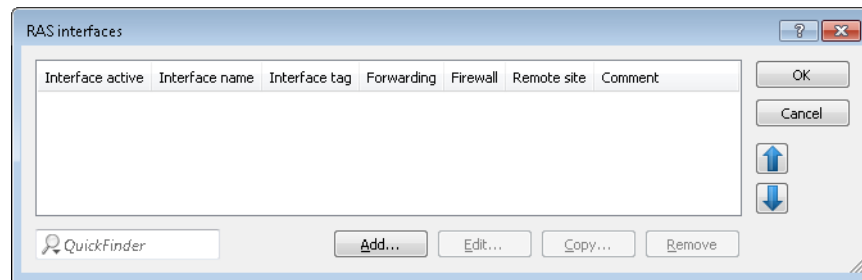 RAS interfaces
Interface active Interface name Interface tag Forwarding Firewall Remote site Comment
OK
Cancel
QuickFinder
Add... Edit... Copy... Remove